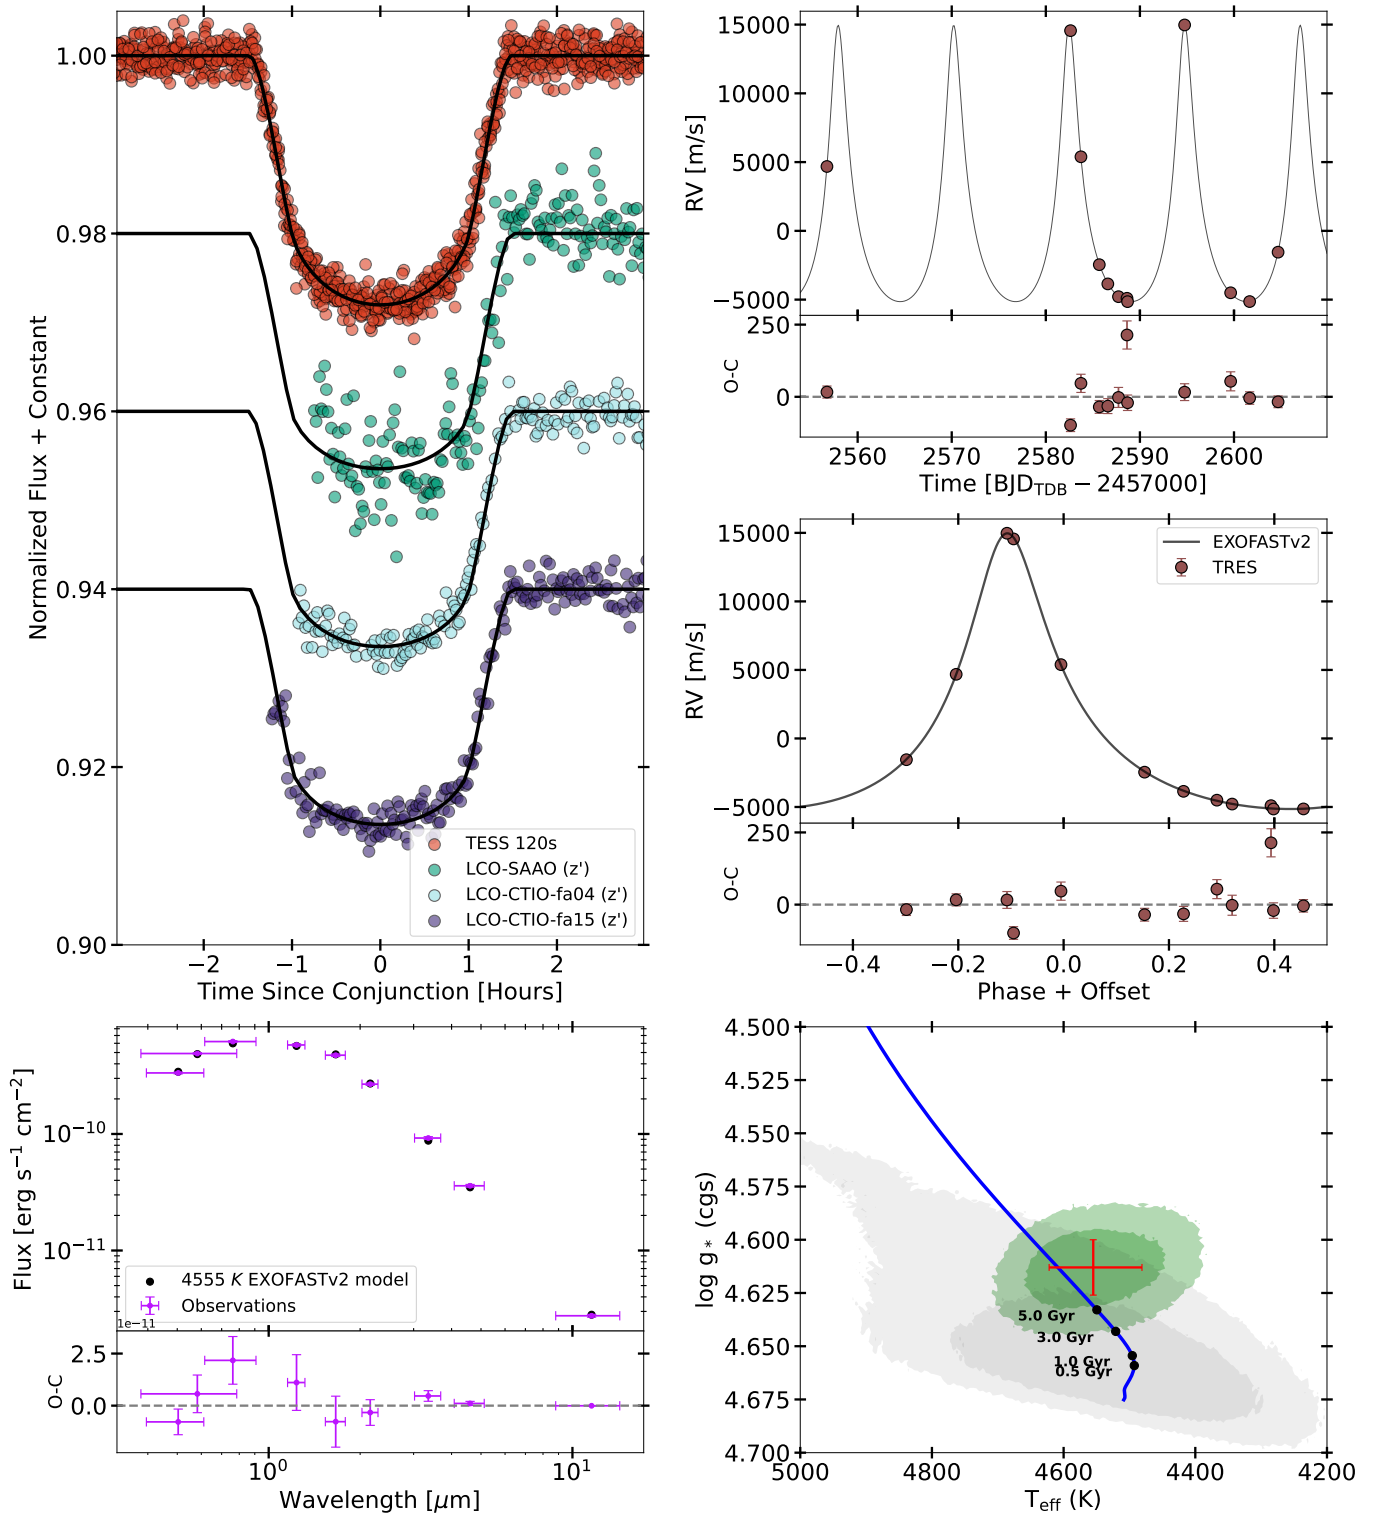 1.00
0.98
0.96
0.94
0.92
0.90
Normalized Flux + Constant
TESS 120s
LCO-SAAO (z')
LCO-CTIO-fa04 (z')
LCO-CTIO-fa15 (z')
−2 −1 0 1 2
Time Since Conjunction [Hours]
15000
10000
5000
0
−5000
RV [m/s]
250
0
O-C
2560 2570 2580 2590 2600
Time [BJD_TDB − 2457000]
15000
10000
5000
0
−5000
RV [m/s]
EXOFASTv2
TRES
250
0
O-C
−0.4 −0.2 0.0 0.2 0.4
Phase + Offset
10⁻¹⁰
10⁻¹¹
Flux [erg s⁻¹ cm⁻²]
4555 K EXOFASTv2 model
Observations
1e−11
2.5
0.0
O-C
10⁰ 10¹
Wavelength [μm]
4.500
4.525
4.550
4.575
4.600
4.625
4.650
4.675
4.700
log g* (cgs)
5.0 Gyr
3.0 Gyr
1.0 Gyr
0.5 Gyr
5000 4800 4600 4400 4200
T_eff (K)